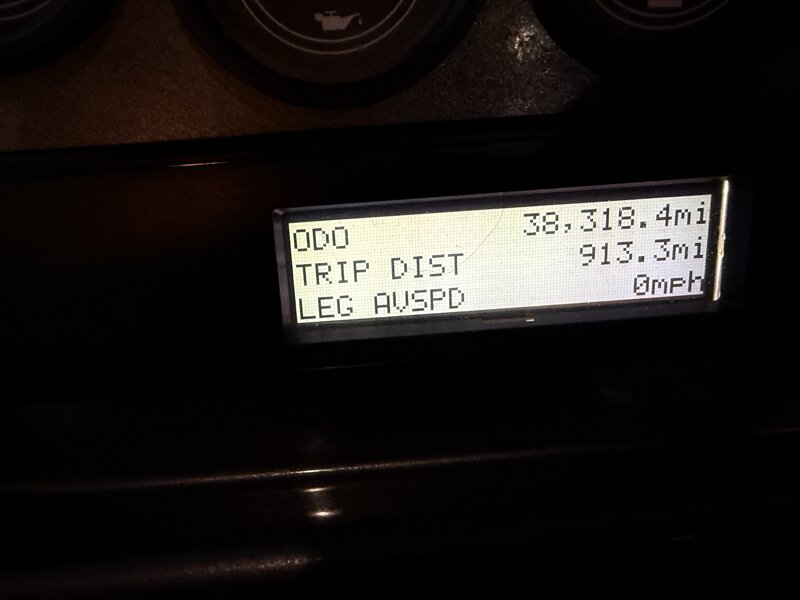 ODO 38,318.4mi
TRIP DIST 913.3mi
LEG AVSPD 0mph